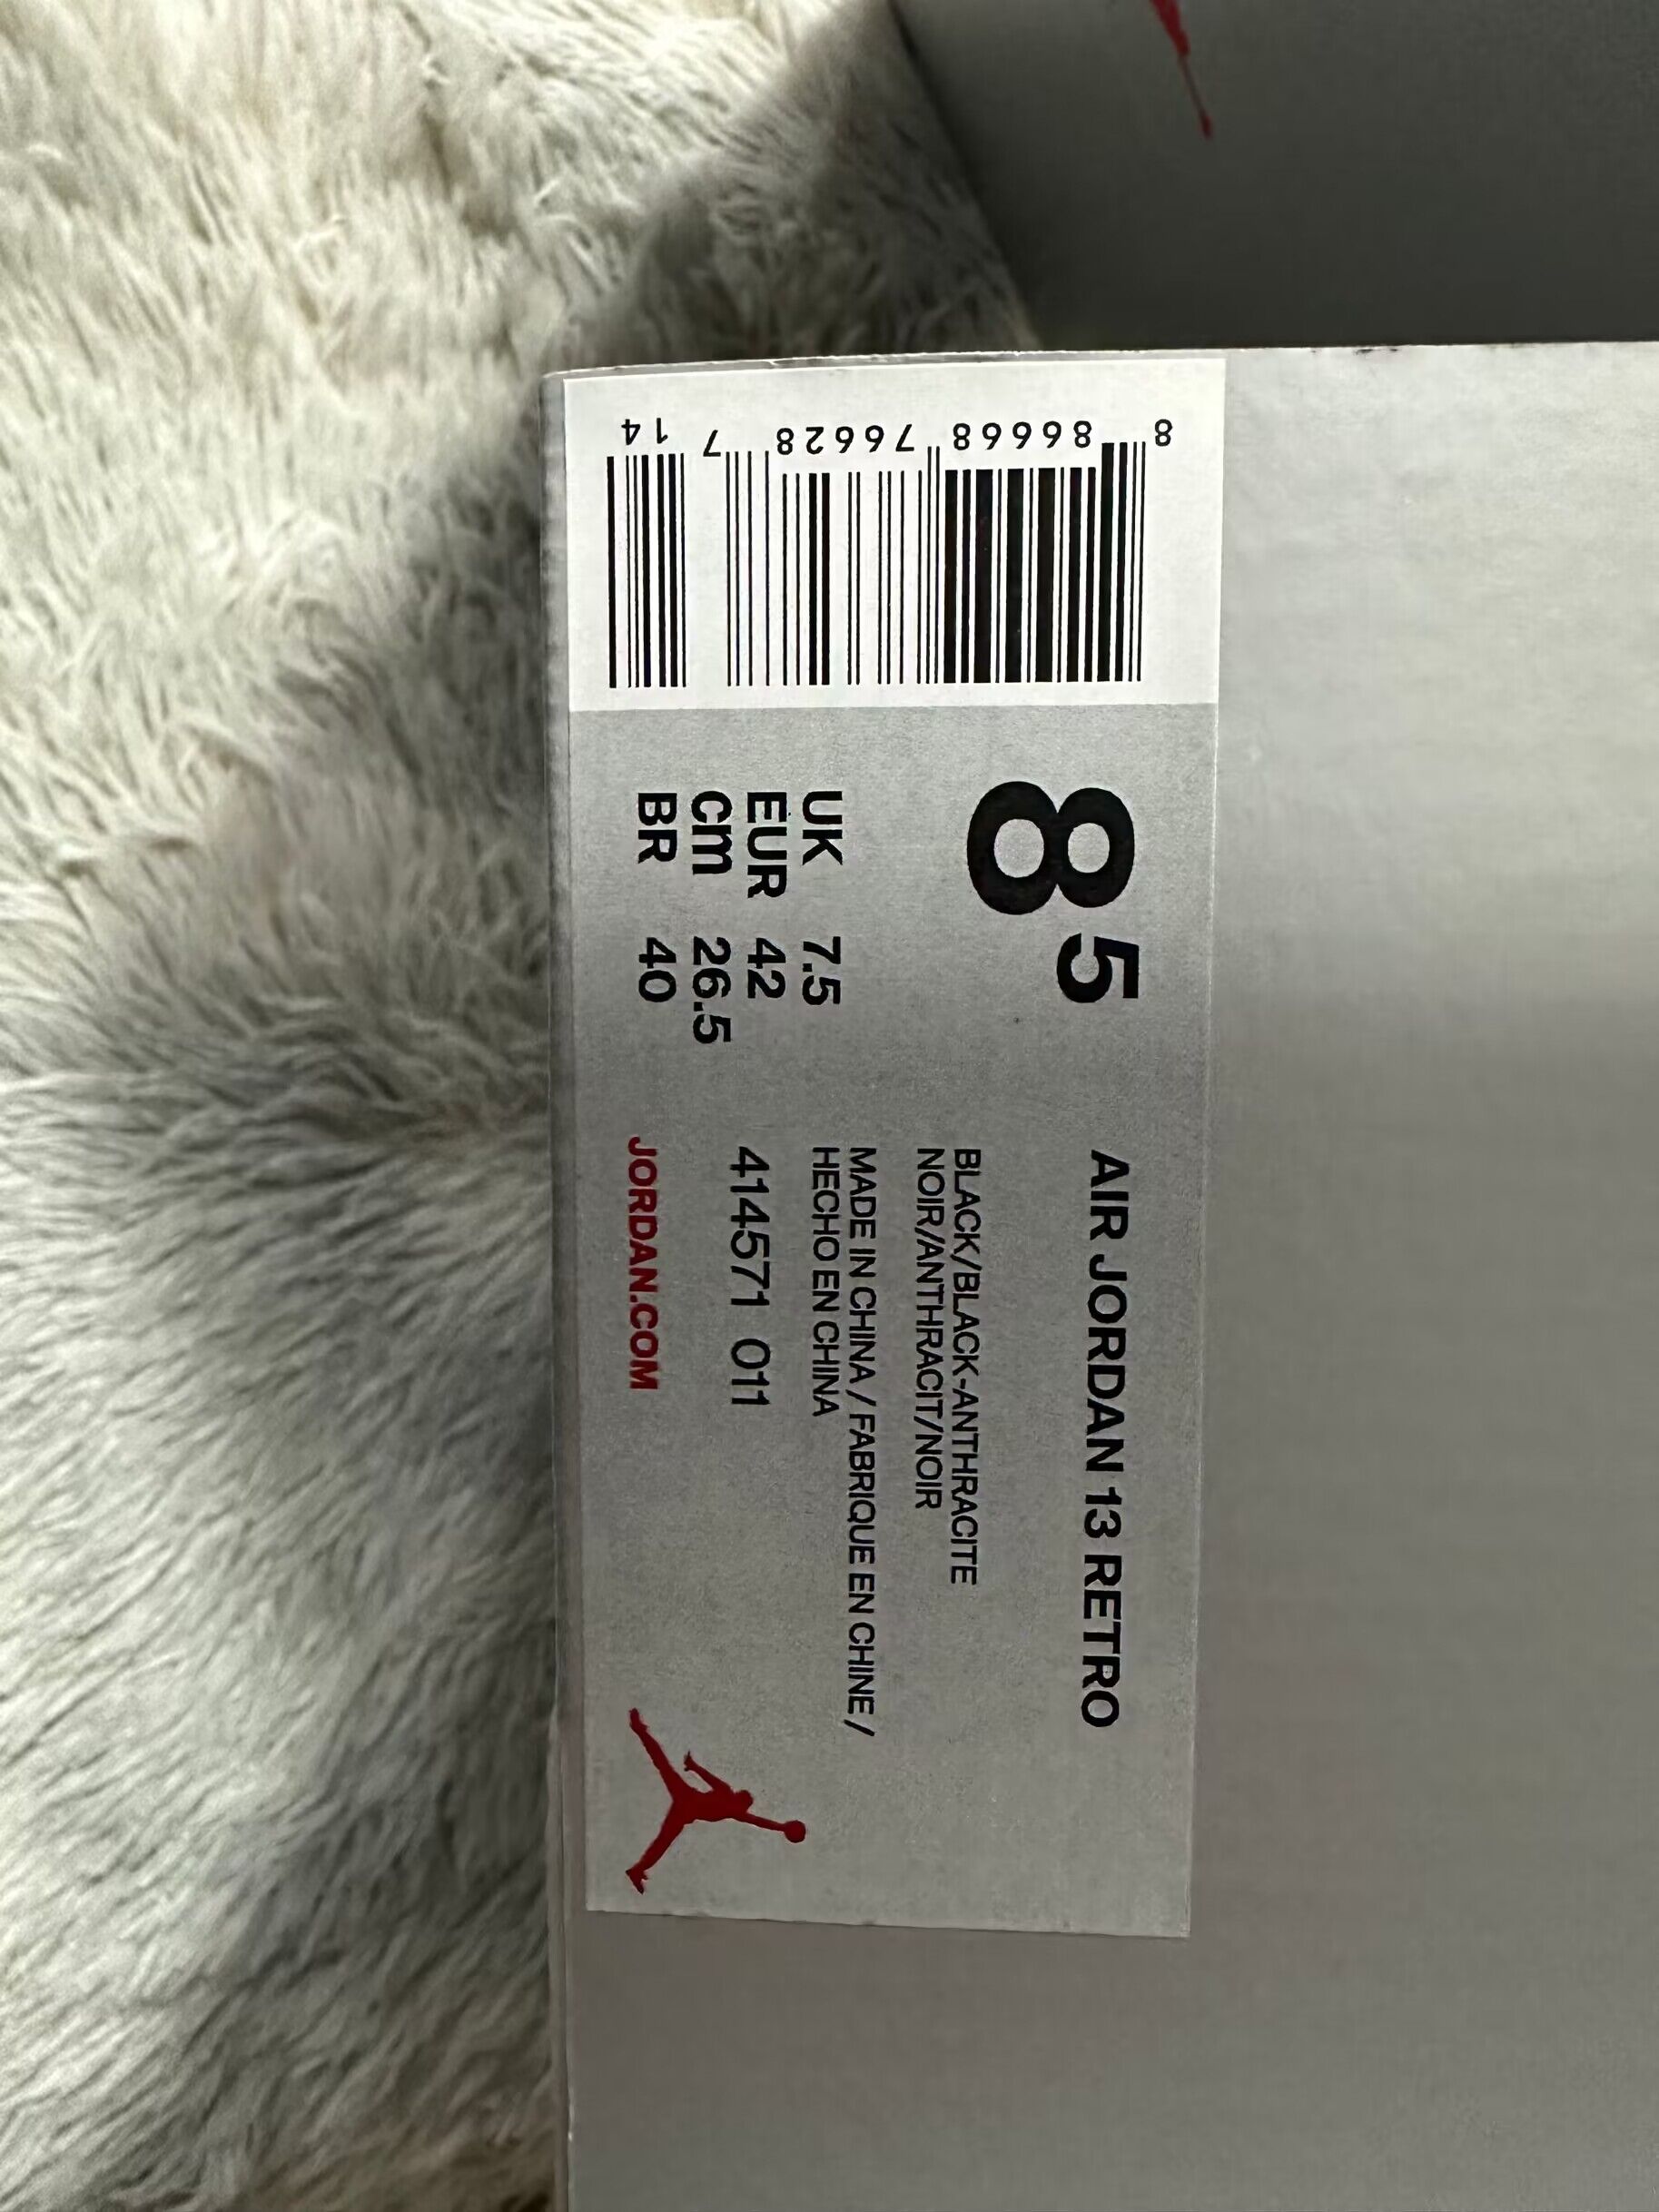 8 5
UK 7.5
EUR 42
cm 26.5
BR 40
AIR JORDAN 13 RETRO
BLACK/BLACK-ANTHRACITE
NOIR/ANTHRACIT/NOIR
MADE IN CHINA / FABRIQUE EN CHINE /
HECHO EN CHINA
414571 011
JORDAN.COM
8 86668 76628 7 14